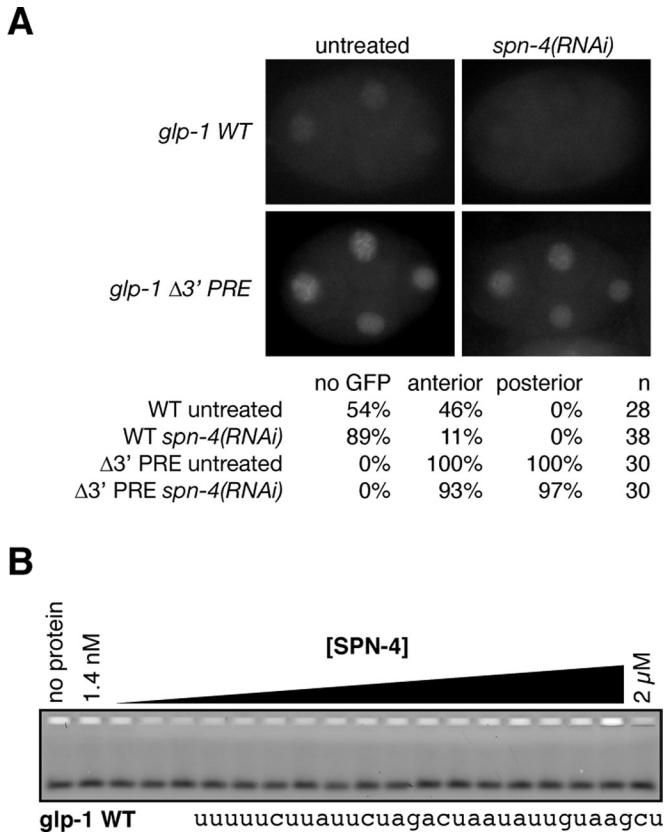 A
untreated spn-4(RNAi)
glp-1 WT
glp-1 Δ3' PRE
no GFP anterior posterior n
WT untreated 54% 46% 0% 28
WT spn-4(RNAi) 89% 11% 0% 38
Δ3' PRE untreated 0% 100% 100% 30
Δ3' PRE spn-4(RNAi) 0% 93% 97% 30
B
no protein
1.4 nM
[SPN-4]
2 µM
glp-1 WT uuuuucuuauucuagacuaauauuguaagcu